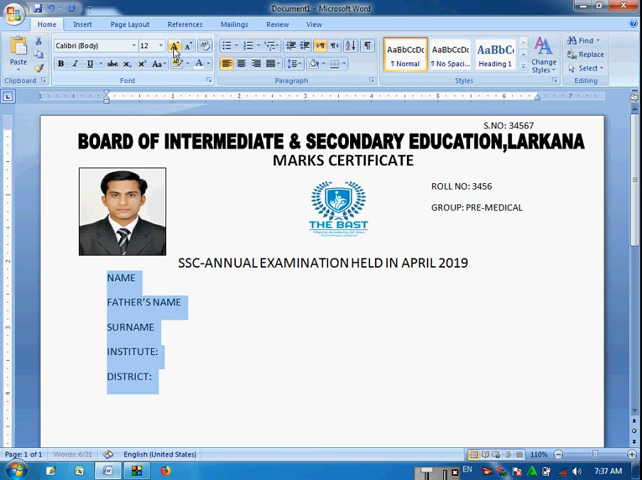 Document1 - Microsoft Word
Home Insert Page Layout References Mailings Review View
Paste
Calibri (Body) 12
AaBbCcDc AaBbCcDc AaBbC
¶ Normal ¶ No Spaci... Heading 1
Change Styles
Find
Replace
Select
Clipboard Font Paragraph Styles Editing
S.NO: 34567
BOARD OF INTERMEDIATE & SECONDARY EDUCATION,LARKANA
MARKS CERTIFICATE
ROLL NO: 3456
GROUP: PRE-MEDICAL
THE BAST
SSC-ANNUAL EXAMINATION HELD IN APRIL 2019
NAME
FATHER'S NAME
SURNAME
INSTITUTE:
DISTRICT:
Page: 1 of 1 Words: 6/21 English (United States) 110%
EN 7:37 AM